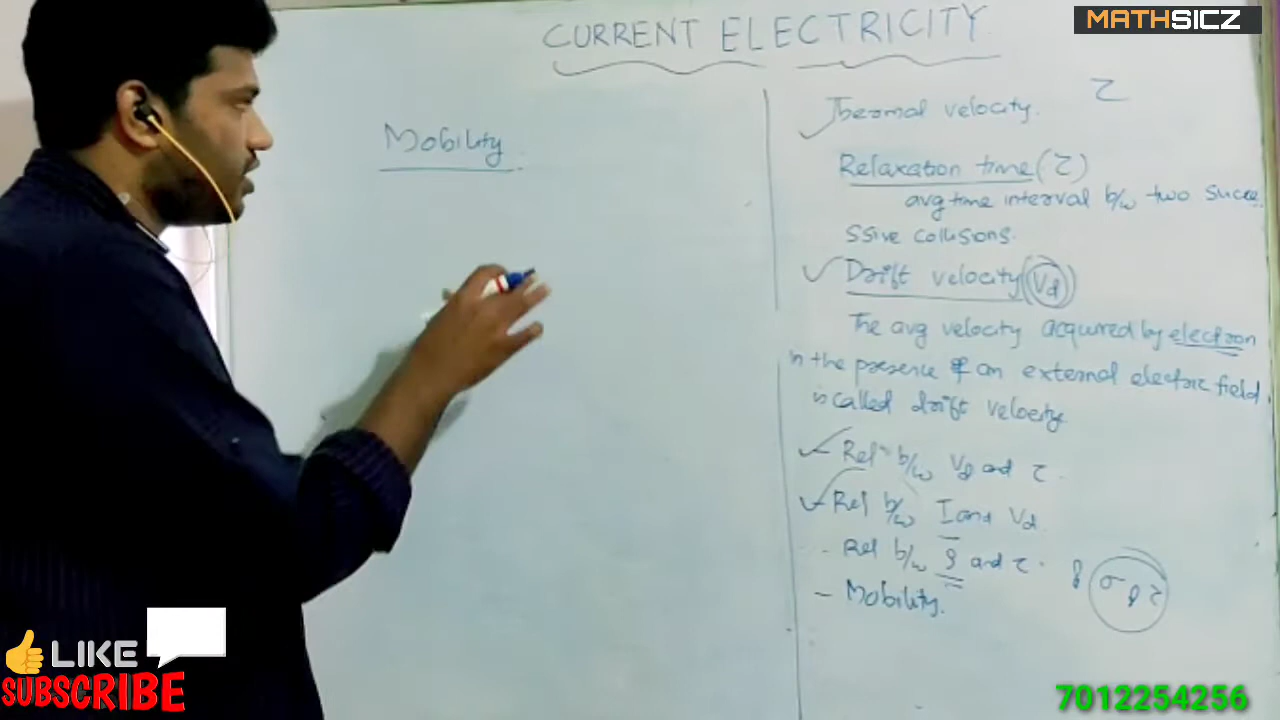 CURRENT ELECTRICITY
MATHSICZ
Mobility
Thermal velocity. τ
Relaxation time (τ)
avg time interval b/w two succe
ssive collisions.
Drift velocity (Vd)
The avg velocity acquired by electron
in the presence of an external electric field.
is called drift velocity
Rel b/w Vd and τ.
Rel b/w I and Vd.
- Rel b/w ρ and τ.
- Mobility.
ρ σ ρ τ
LIKE
SUBSCRIBE
7012254256